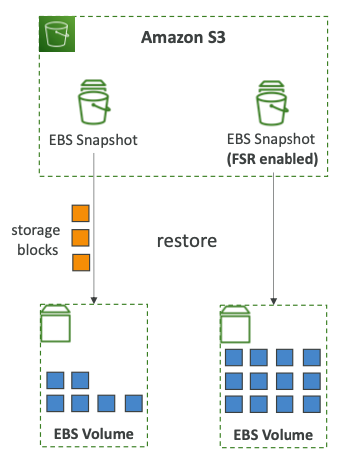 Amazon S3
EBS Snapshot
EBS Snapshot
(FSR enabled)
storage
blocks
restore
EBS Volume
EBS Volume